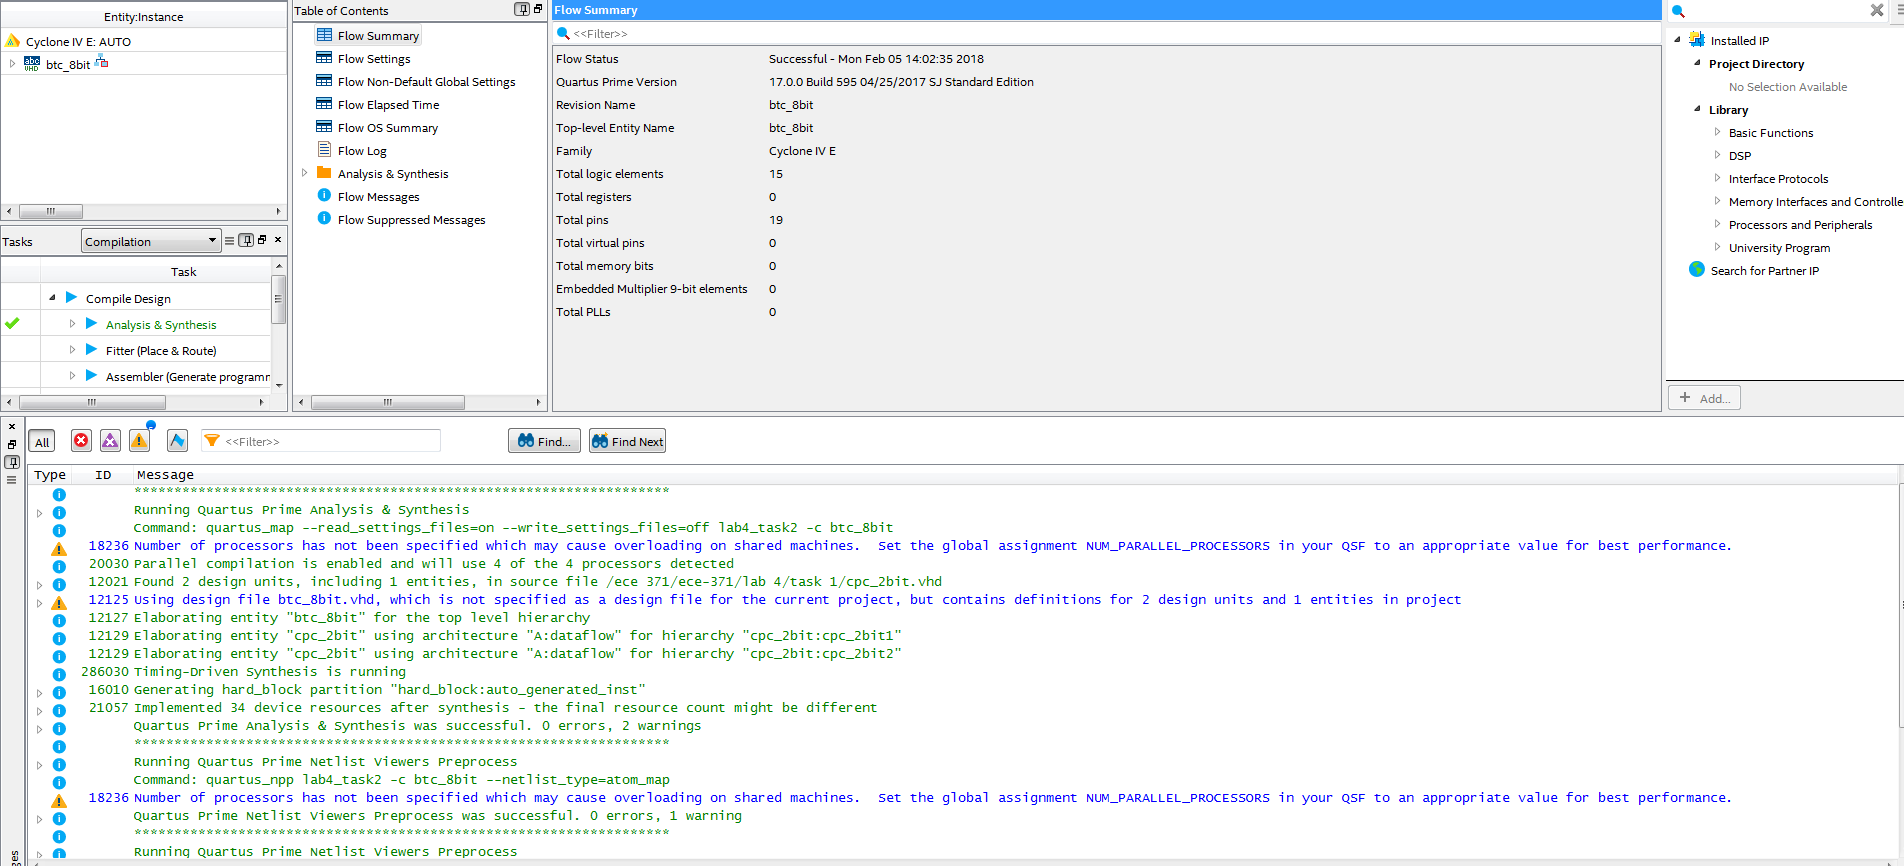 Entity:Instance
Cyclone IV E: AUTO
abc
VHD
btc_8bit
Tasks
Compilation
Task
Compile Design
Analysis & Synthesis
Fitter (Place & Route)
Assembler (Generate programm
Table of Contents
Flow Summary
Flow Settings
Flow Non-Default Global Settings
Flow Elapsed Time
Flow OS Summary
Flow Log
Analysis & Synthesis
Flow Messages
Flow Suppressed Messages
Flow Summary
<<Filter>>
Flow Status Successful - Mon Feb 05 14:02:35 2018
Quartus Prime Version 17.0.0 Build 595 04/25/2017 SJ Standard Edition
Revision Name btc_8bit
Top-level Entity Name btc_8bit
Family Cyclone IV E
Total logic elements 15
Total registers 0
Total pins 19
Total virtual pins 0
Total memory bits 0
Embedded Multiplier 9-bit elements 0
Total PLLs 0
Installed IP
Project Directory
No Selection Available
Library
Basic Functions
DSP
Interface Protocols
Memory Interfaces and Controlle
Processors and Peripherals
University Program
Search for Partner IP
+ Add...
All
<<Filter>>
Find...
Find Next
Type ID Message
*******************************************************************
Running Quartus Prime Analysis & Synthesis
Command: quartus_map --read_settings_files=on --write_settings_files=off lab4_task2 -c btc_8bit
18236 Number of processors has not been specified which may cause overloading on shared machines.  Set the global assignment NUM_PARALLEL_PROCESSORS in your QSF to an appropriate value for best performance.
20030 Parallel compilation is enabled and will use 4 of the 4 processors detected
12021 Found 2 design units, including 1 entities, in source file /ece 371/ece-371/lab 4/task 1/cpc_2bit.vhd
12125 Using design file btc_8bit.vhd, which is not specified as a design file for the current project, but contains definitions for 2 design units and 1 entities in project
12127 Elaborating entity "btc_8bit" for the top level hierarchy
12129 Elaborating entity "cpc_2bit" using architecture "A:dataflow" for hierarchy "cpc_2bit:cpc_2bit1"
12129 Elaborating entity "cpc_2bit" using architecture "A:dataflow" for hierarchy "cpc_2bit:cpc_2bit2"
286030 Timing-Driven Synthesis is running
16010 Generating hard_block partition "hard_block:auto_generated_inst"
21057 Implemented 34 device resources after synthesis - the final resource count might be different
Quartus Prime Analysis & Synthesis was successful. 0 errors, 2 warnings
*******************************************************************
Running Quartus Prime Netlist Viewers Preprocess
Command: quartus_npp lab4_task2 -c btc_8bit --netlist_type=atom_map
18236 Number of processors has not been specified which may cause overloading on shared machines.  Set the global assignment NUM_PARALLEL_PROCESSORS in your QSF to an appropriate value for best performance.
Quartus Prime Netlist Viewers Preprocess was successful. 0 errors, 1 warning
*******************************************************************
Running Quartus Prime Netlist Viewers Preprocess